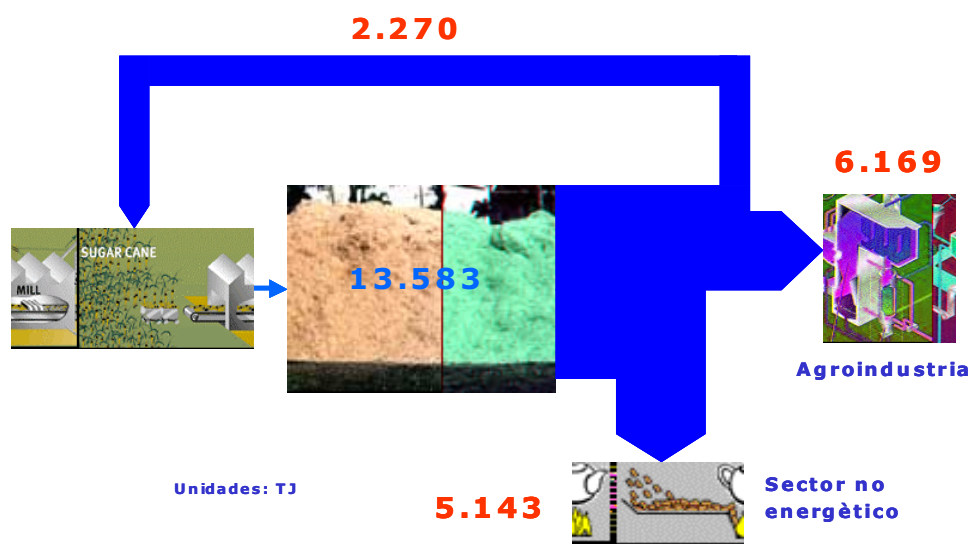 2.270
6.169
SUGAR CANE
MILL
13.583
Agroindustria
Unidades: TJ
5.143
Sector no
energètico